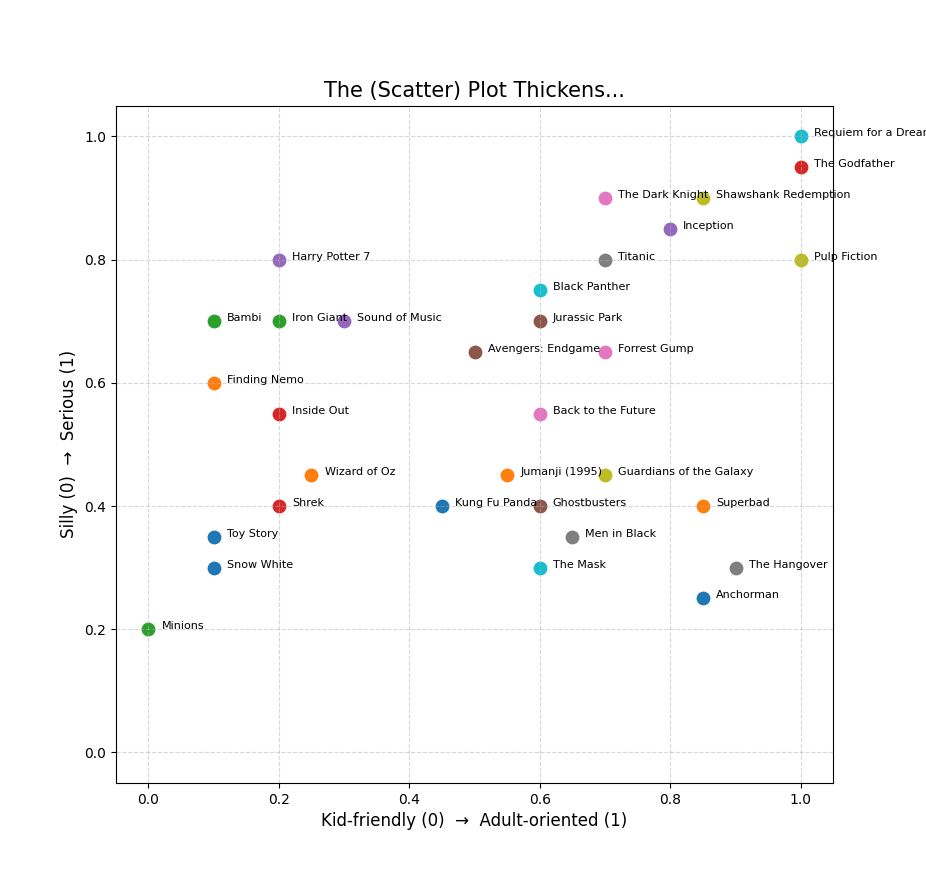 The (Scatter) Plot Thickens...
1.0
Requiem for a Drear
The Godfather
The Dark Knight
Shawshank Redemption
Inception
0.8
Harry Potter 7
Titanic
Pulp Fiction
Black Panther
Bambi
Iron Giant
Sound of Music
Jurassic Park
Avengers: Endgame
Forrest Gump
0.6
Finding Nemo
Inside Out
Back to the Future
Wizard of Oz
Jumanji (1995)
Guardians of the Galaxy
0.4
Shrek
Kung Fu Panda
Ghostbusters
Superbad
Toy Story
Men in Black
Snow White
The Mask
The Hangover
Anchorman
0.2
Minions
0.0
Silly (0) → Serious (1)
0.0 0.2 0.4 0.6 0.8 1.0
Kid-friendly (0) → Adult-oriented (1)